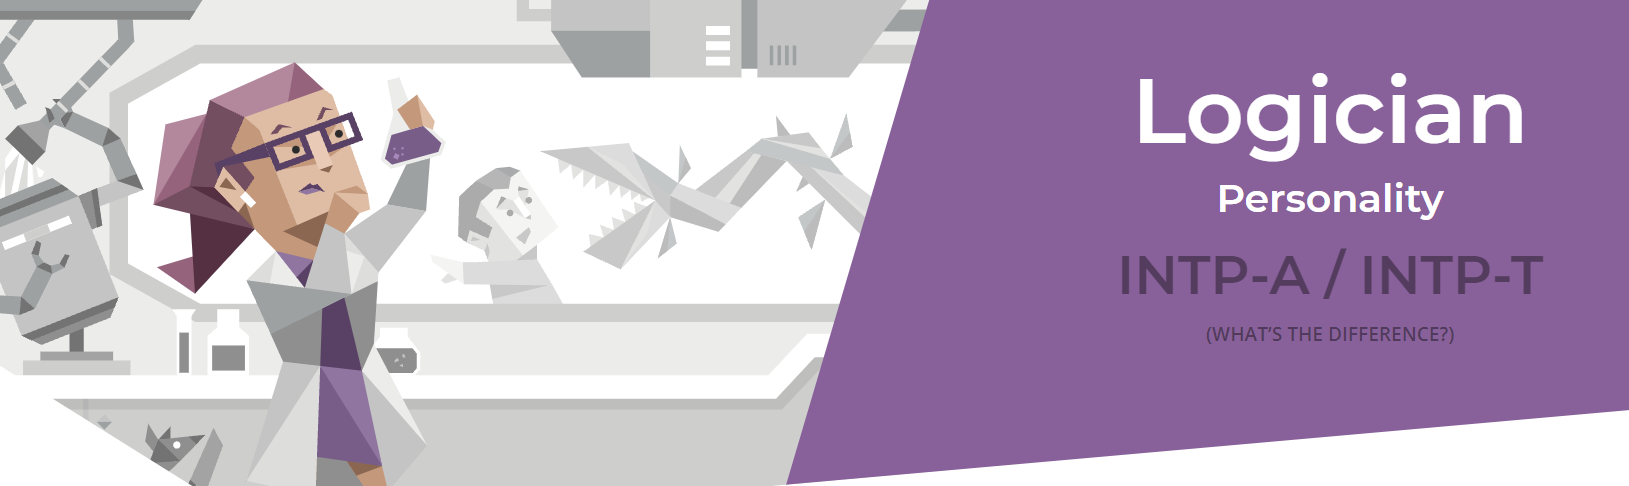 Logician
Personality
INTP-A / INTP-T
(WHAT'S THE DIFFERENCE?)